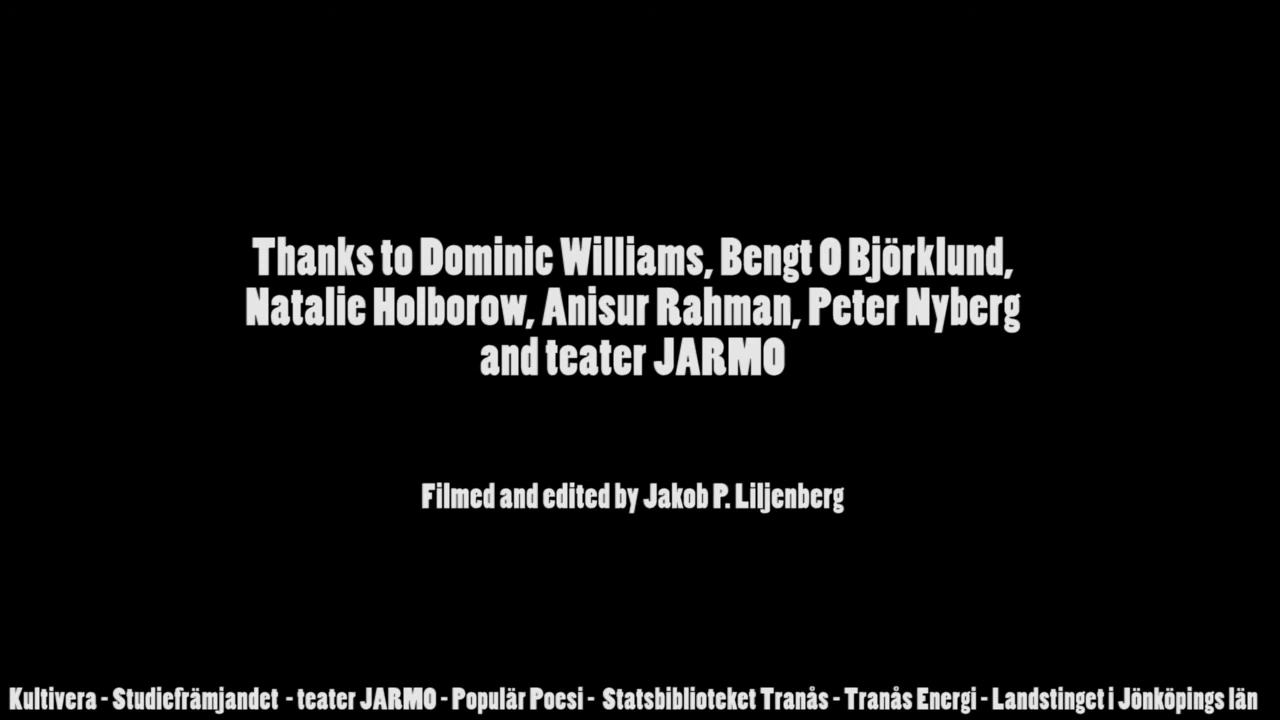 Thanks to Dominic Williams, Bengt O Björklund,
Natalie Holborow, Anisur Rahman, Peter Nyberg
and teater JARMO
Filmed and edited by Jakob P. Liljenberg
Kultivera - Studiefrämjandet - teater JARMO - Populär Poesi - Statsbiblioteket Tranås - Tranås Energi - Landstinget i Jönköpings län